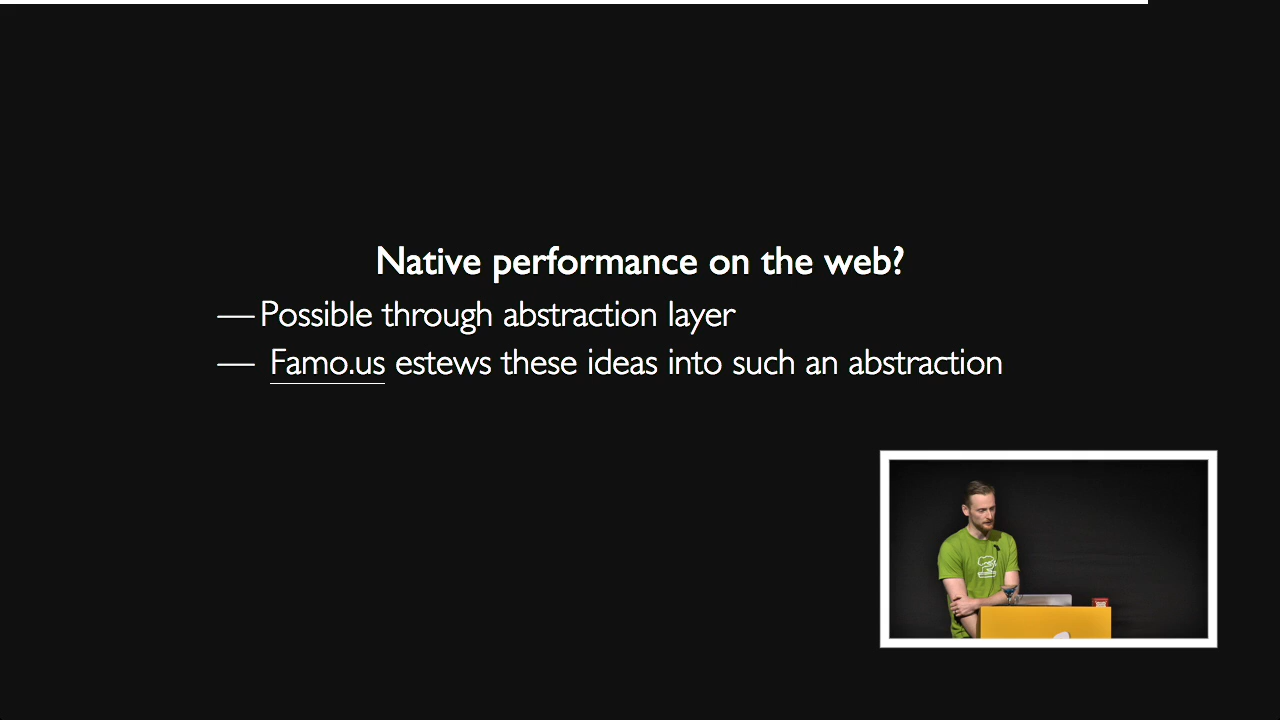 Native performance on the web?
— Possible through abstraction layer
— Famo.us estews these ideas into such an abstraction